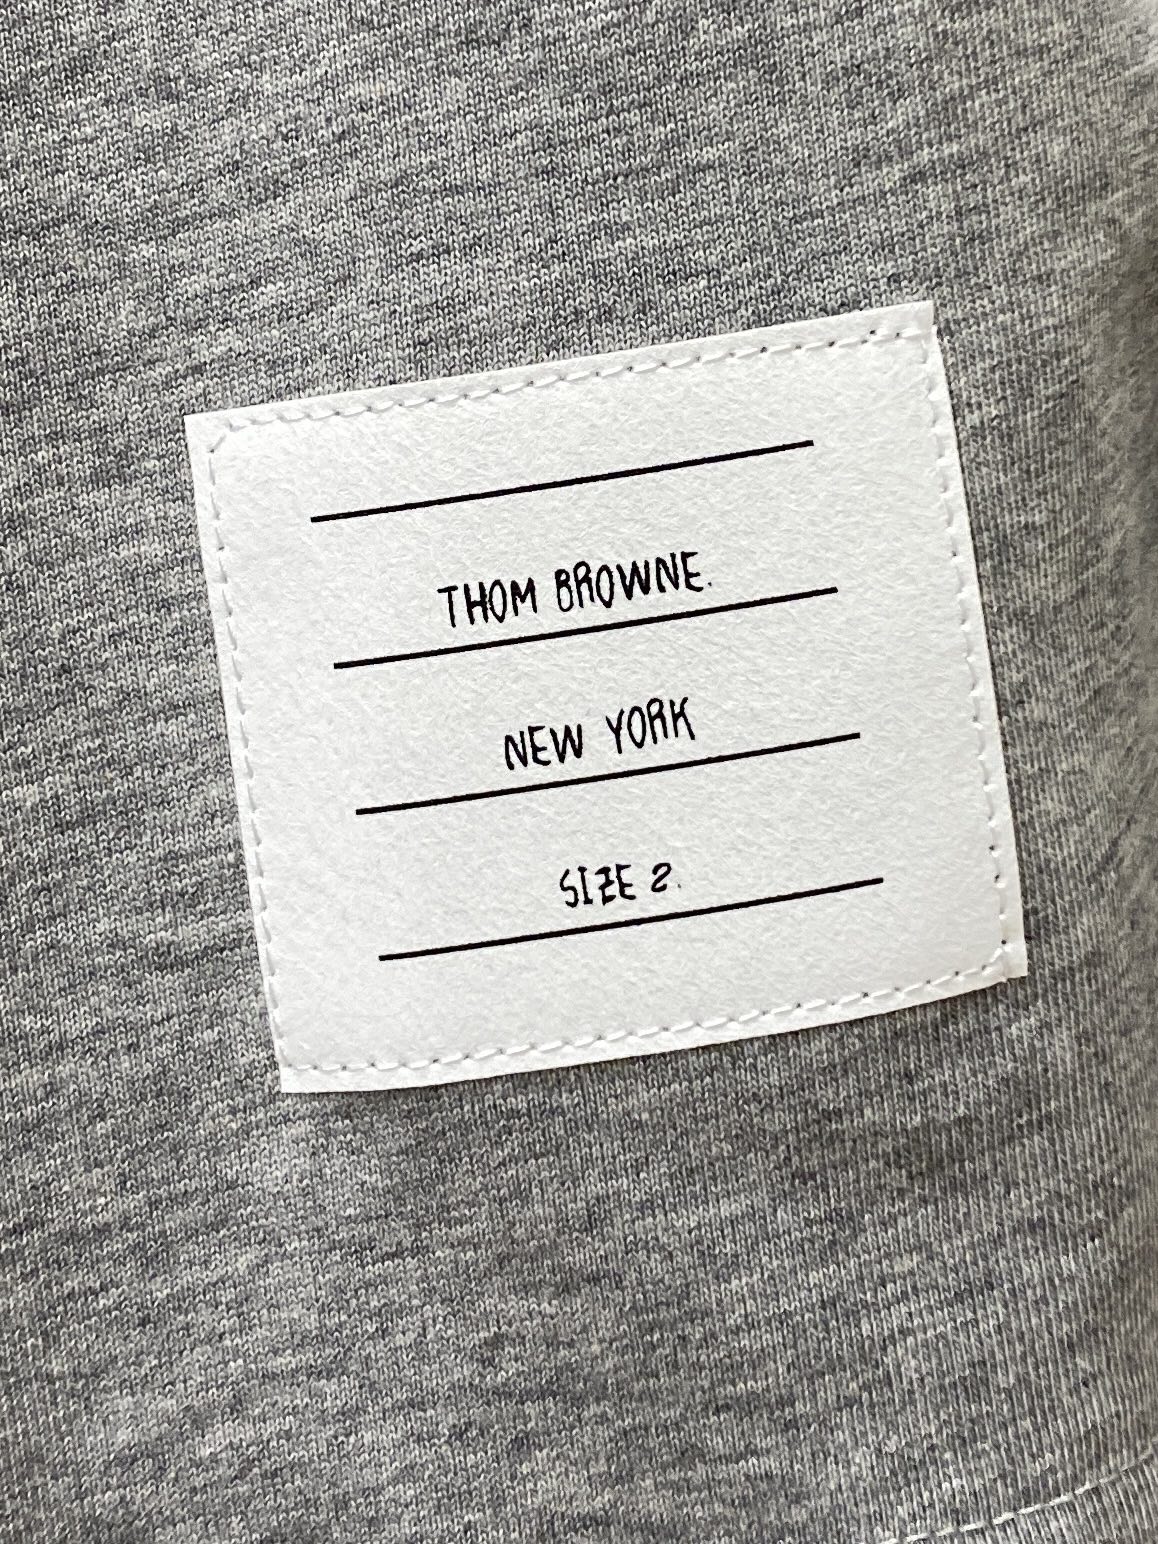 THOM BROWNE.
NEW YORK
SIZE 2.